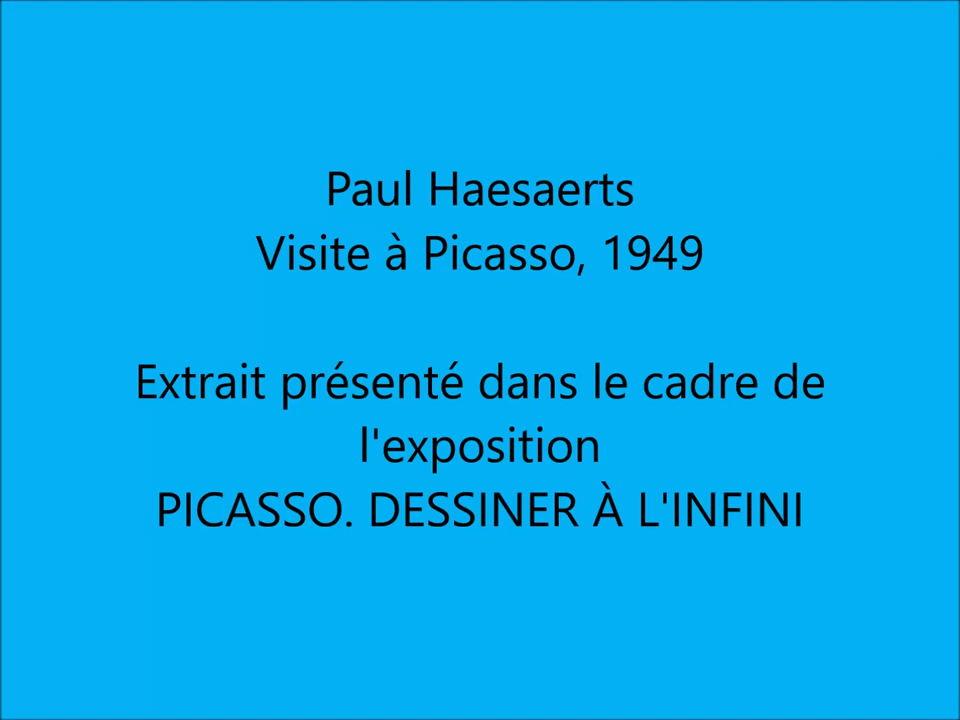 Paul Haesaerts
Visite à Picasso, 1949
Extrait présenté dans le cadre de
l'exposition
PICASSO. DESSINER À L'INFINI